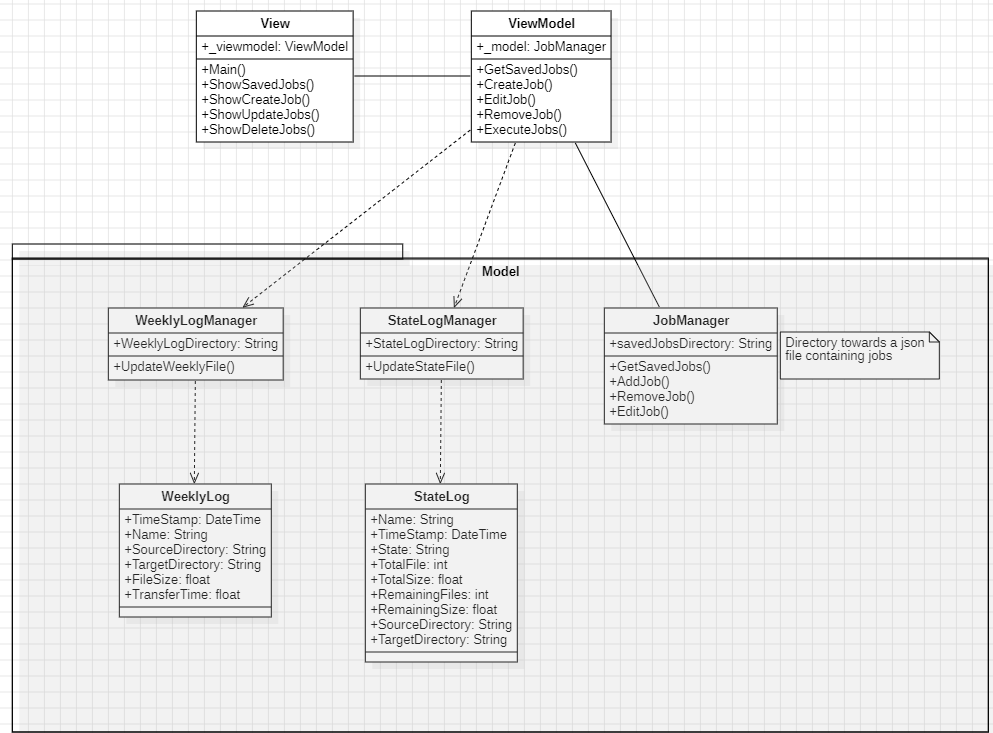 View
+_viewmodel: ViewModel
+Main()
+ShowSavedJobs()
+ShowCreateJob()
+ShowUpdateJobs()
+ShowDeleteJobs()
ViewModel
+_model: JobManager
+GetSavedJobs()
+CreateJob()
+EditJob()
+RemoveJob()
+ExecuteJobs()
Model
WeeklyLogManager
+WeeklyLogDirectory: String
+UpdateWeeklyFile()
StateLogManager
+StateLogDirectory: String
+UpdateStateFile()
JobManager
+savedJobsDirectory: String
+GetSavedJobs()
+AddJob()
+RemoveJob()
+EditJob()
Directory towards a json
file containing jobs
WeeklyLog
+TimeStamp: DateTime
+Name: String
+SourceDirectory: String
+TargetDirectory: String
+FileSize: float
+TransferTime: float
StateLog
+Name: String
+TimeStamp: DateTime
+State: String
+TotalFile: int
+TotalSize: float
+RemainingFiles: int
+RemainingSize: float
+SourceDirectory: String
+TargetDirectory: String